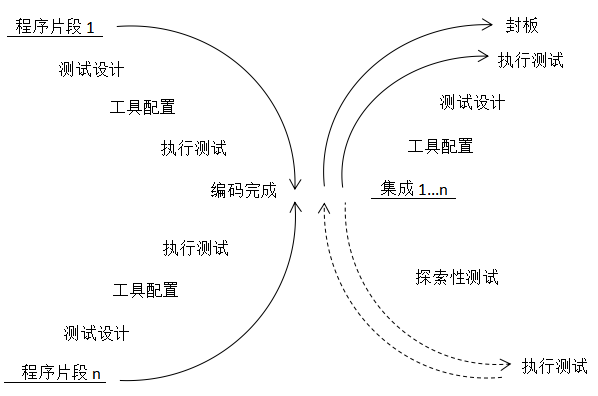 程序片段 1
测试设计
工具配置
执行测试
编码完成
执行测试
工具配置
测试设计
程序片段 n
封板
执行测试
测试设计
工具配置
集成 1...n
探索性测试
执行测试